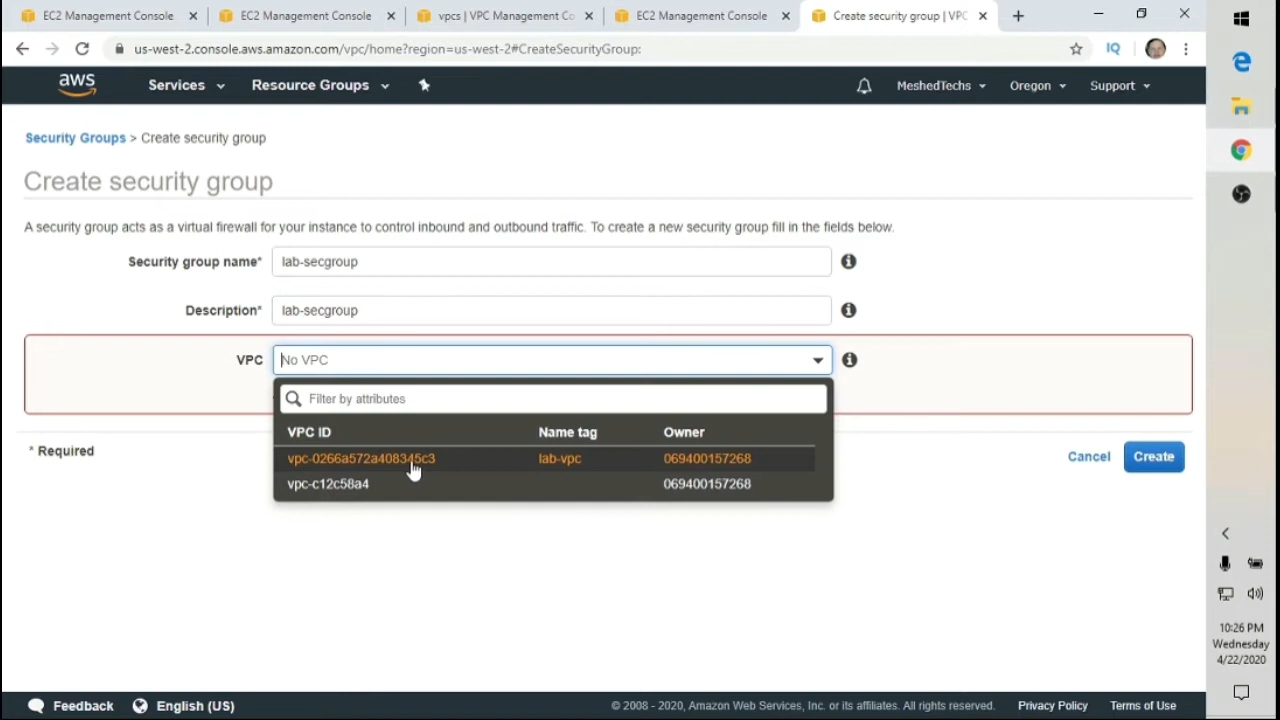 EC2 Management Console
EC2 Management Console
vpcs | VPC Management Co
EC2 Management Console
Create security group | VPC
us-west-2.console.aws.amazon.com/vpc/home?region=us-west-2#CreateSecurityGroup:
IQ
aws
Services
Resource Groups
MeshedTechs
Oregon
Support
Security Groups > Create security group
Create security group
A security group acts as a virtual firewall for your instance to control inbound and outbound traffic. To create a new security group fill in the fields below.
Security group name* lab-secgroup
Description* lab-secgroup
VPC No VPC
Filter by attributes
VPC ID Name tag Owner
vpc-0266a572a408345c3 lab-vpc 069400157268
vpc-c12c58a4 069400157268
* Required
Cancel
Create
10:26 PM
Wednesday
4/22/2020
Feedback
English (US)
© 2008 - 2020, Amazon Web Services, Inc. or its affiliates. All rights reserved.
Privacy Policy
Terms of Use